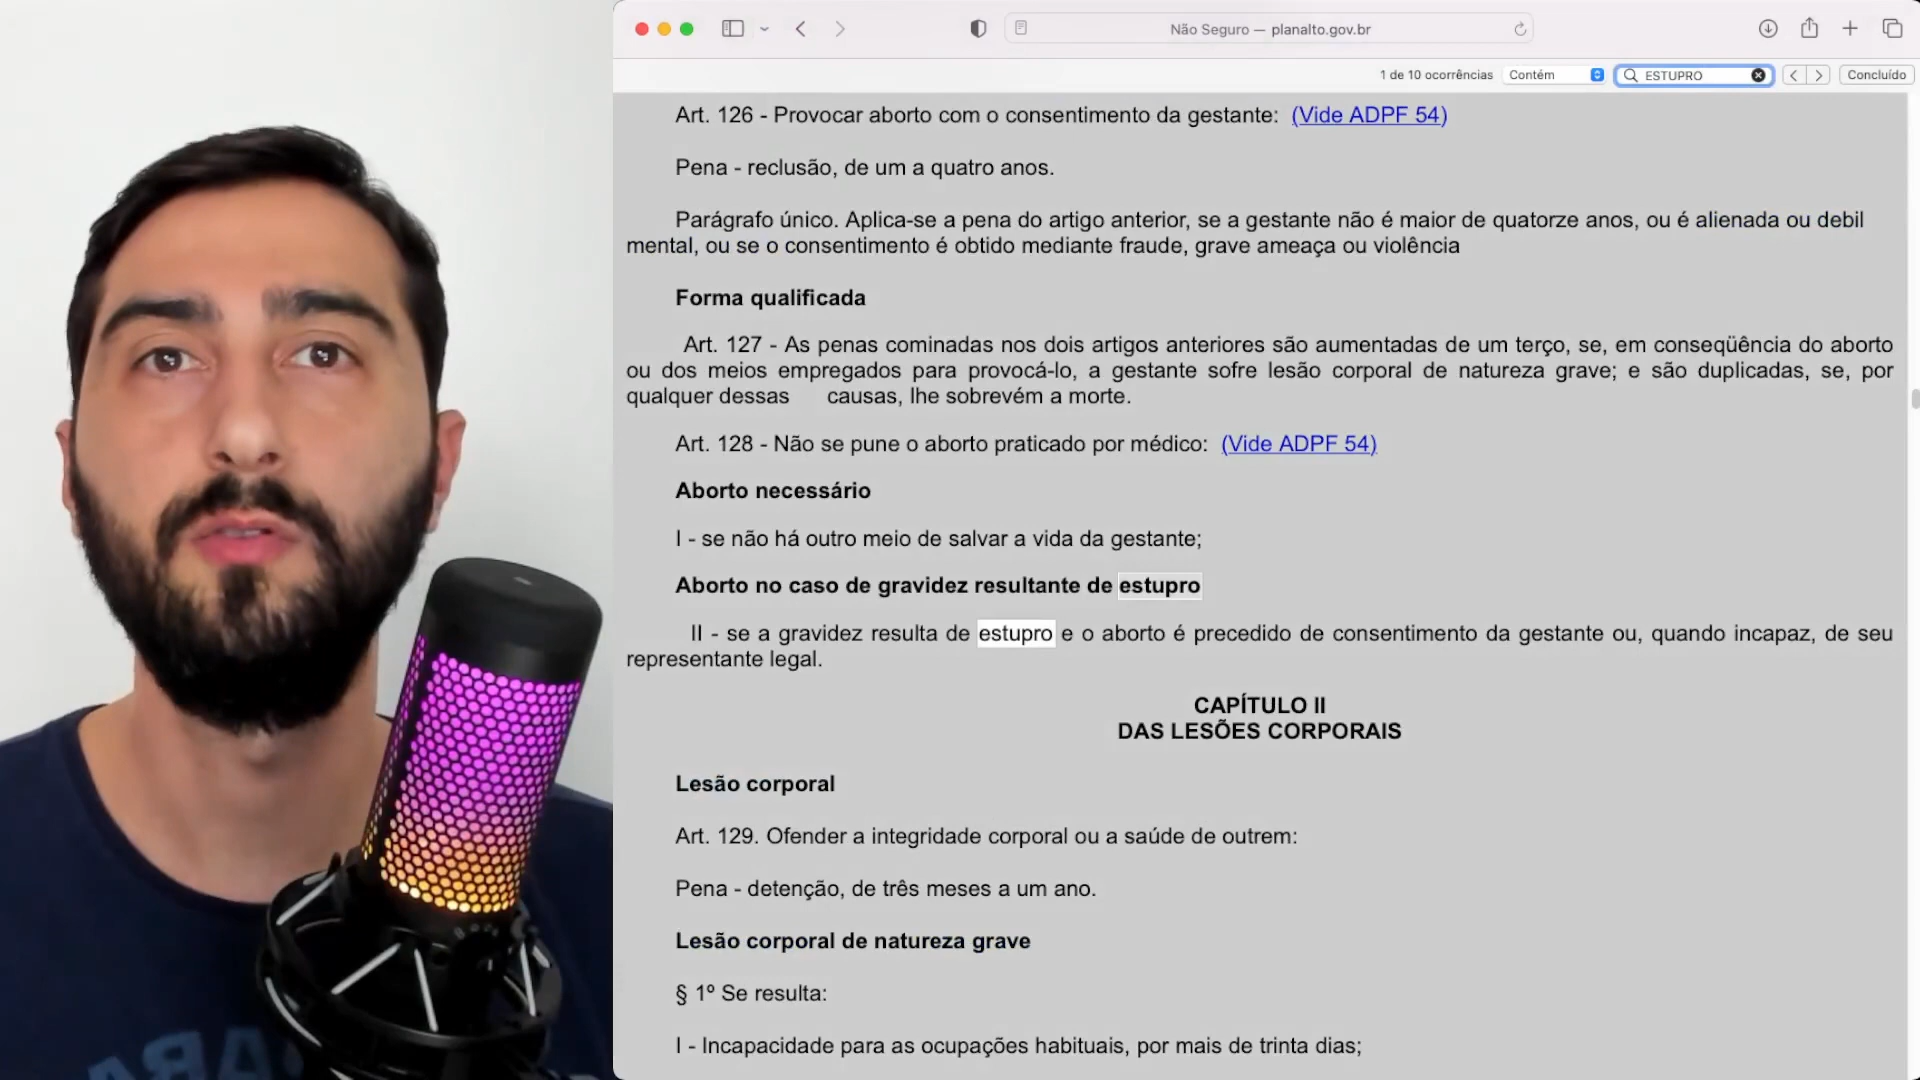 Não Seguro — planalto.gov.br
1 de 10 ocorrências Contém ESTUPRO Concluído
Art. 126 - Provocar aborto com o consentimento da gestante: (Vide ADPF 54)
Pena - reclusão, de um a quatro anos.
Parágrafo único. Aplica-se a pena do artigo anterior, se a gestante não é maior de quatorze anos, ou é alienada ou debil
mental, ou se o consentimento é obtido mediante fraude, grave ameaça ou violência
Forma qualificada
Art. 127 - As penas cominadas nos dois artigos anteriores são aumentadas de um terço, se, em conseqüência do aborto
ou dos meios empregados para provocá-lo, a gestante sofre lesão corporal de natureza grave; e são duplicadas, se, por
qualquer dessas causas, lhe sobrevém a morte.
Art. 128 - Não se pune o aborto praticado por médico: (Vide ADPF 54)
Aborto necessário
I - se não há outro meio de salvar a vida da gestante;
Aborto no caso de gravidez resultante de estupro
II - se a gravidez resulta de estupro e o aborto é precedido de consentimento da gestante ou, quando incapaz, de seu
representante legal.
CAPÍTULO II
DAS LESÕES CORPORAIS
Lesão corporal
Art. 129. Ofender a integridade corporal ou a saúde de outrem:
Pena - detenção, de três meses a um ano.
Lesão corporal de natureza grave
§ 1º Se resulta:
I - Incapacidade para as ocupações habituais, por mais de trinta dias;